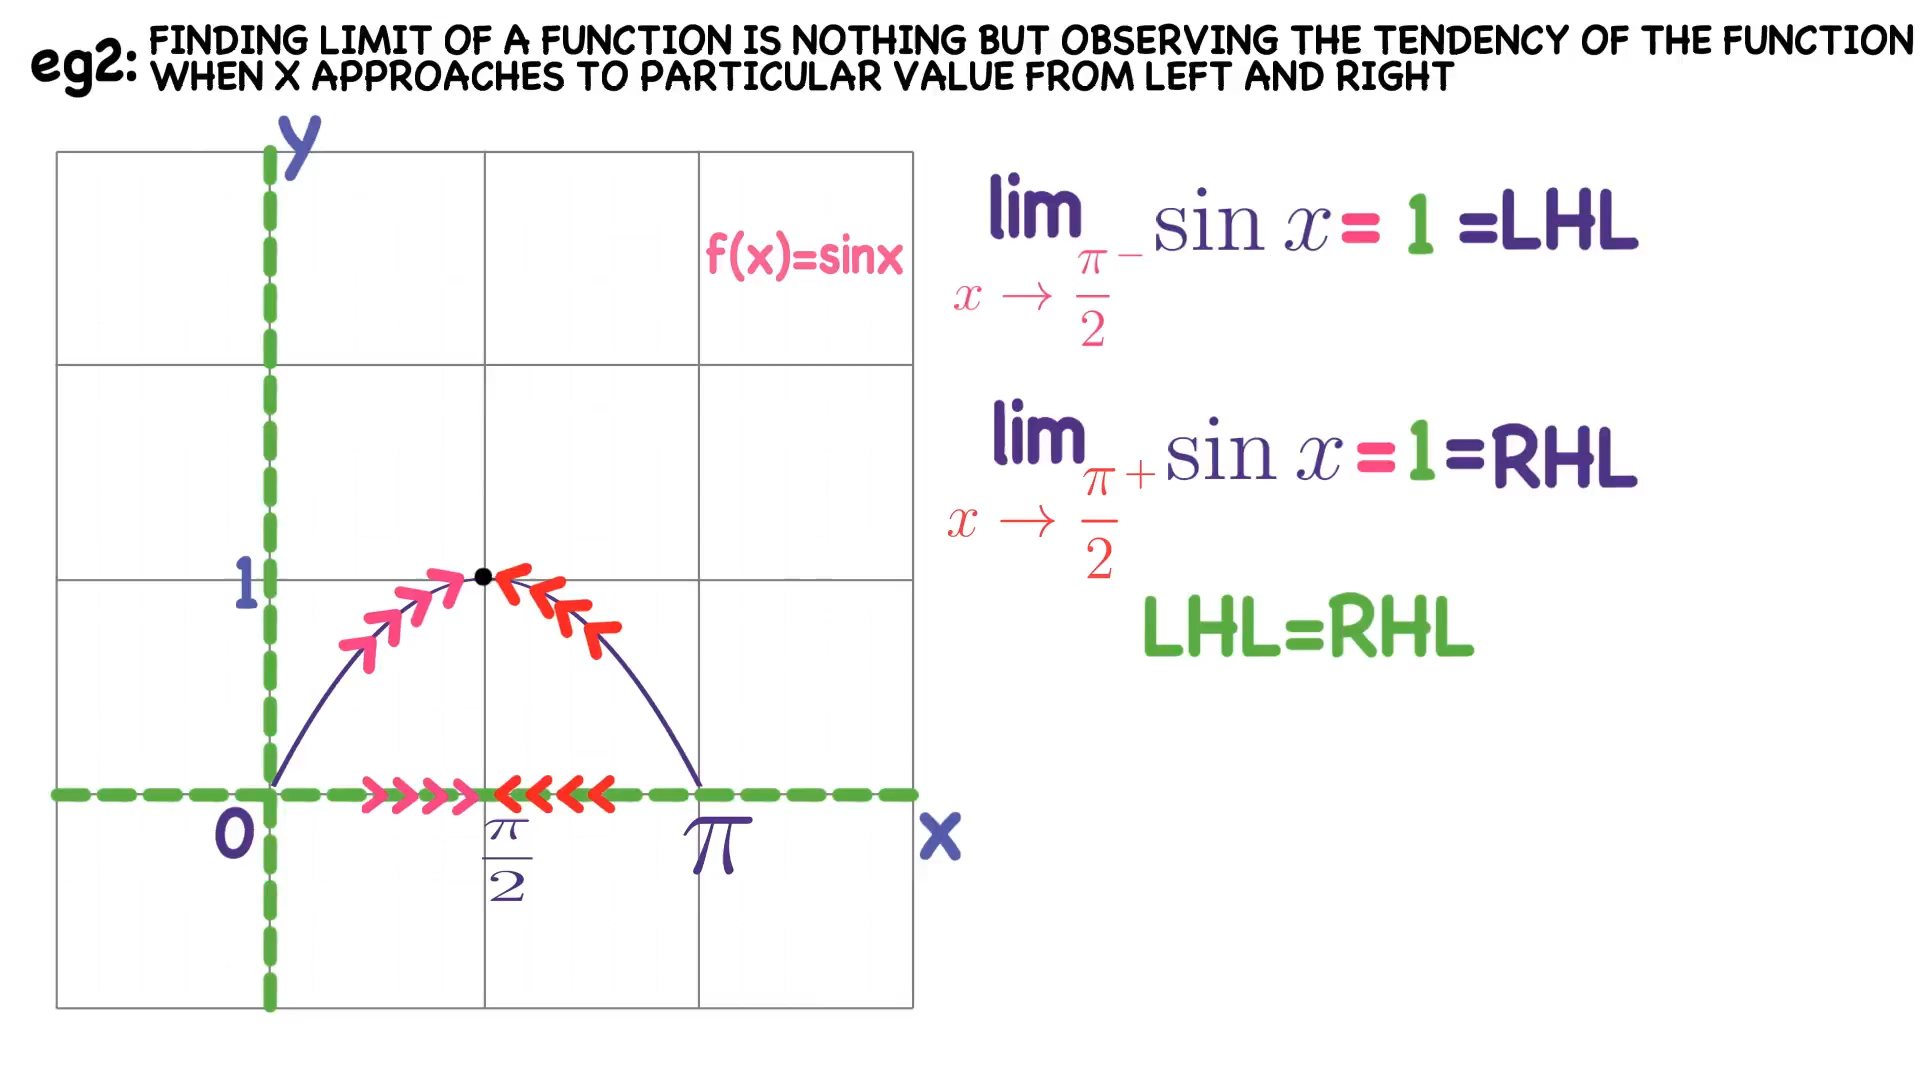 eg2: FINDING LIMIT OF A FUNCTION IS NOTHING BUT OBSERVING THE TENDENCY OF THE FUNCTION
WHEN X APPROACHES TO PARTICULAR VALUE FROM LEFT AND RIGHT
y
f(x)=sinx
1
0
π/2
π
x
lim x → π/2⁻ sin x = 1 =LHL
lim x → π/2⁺ sin x = 1 =RHL
LHL=RHL